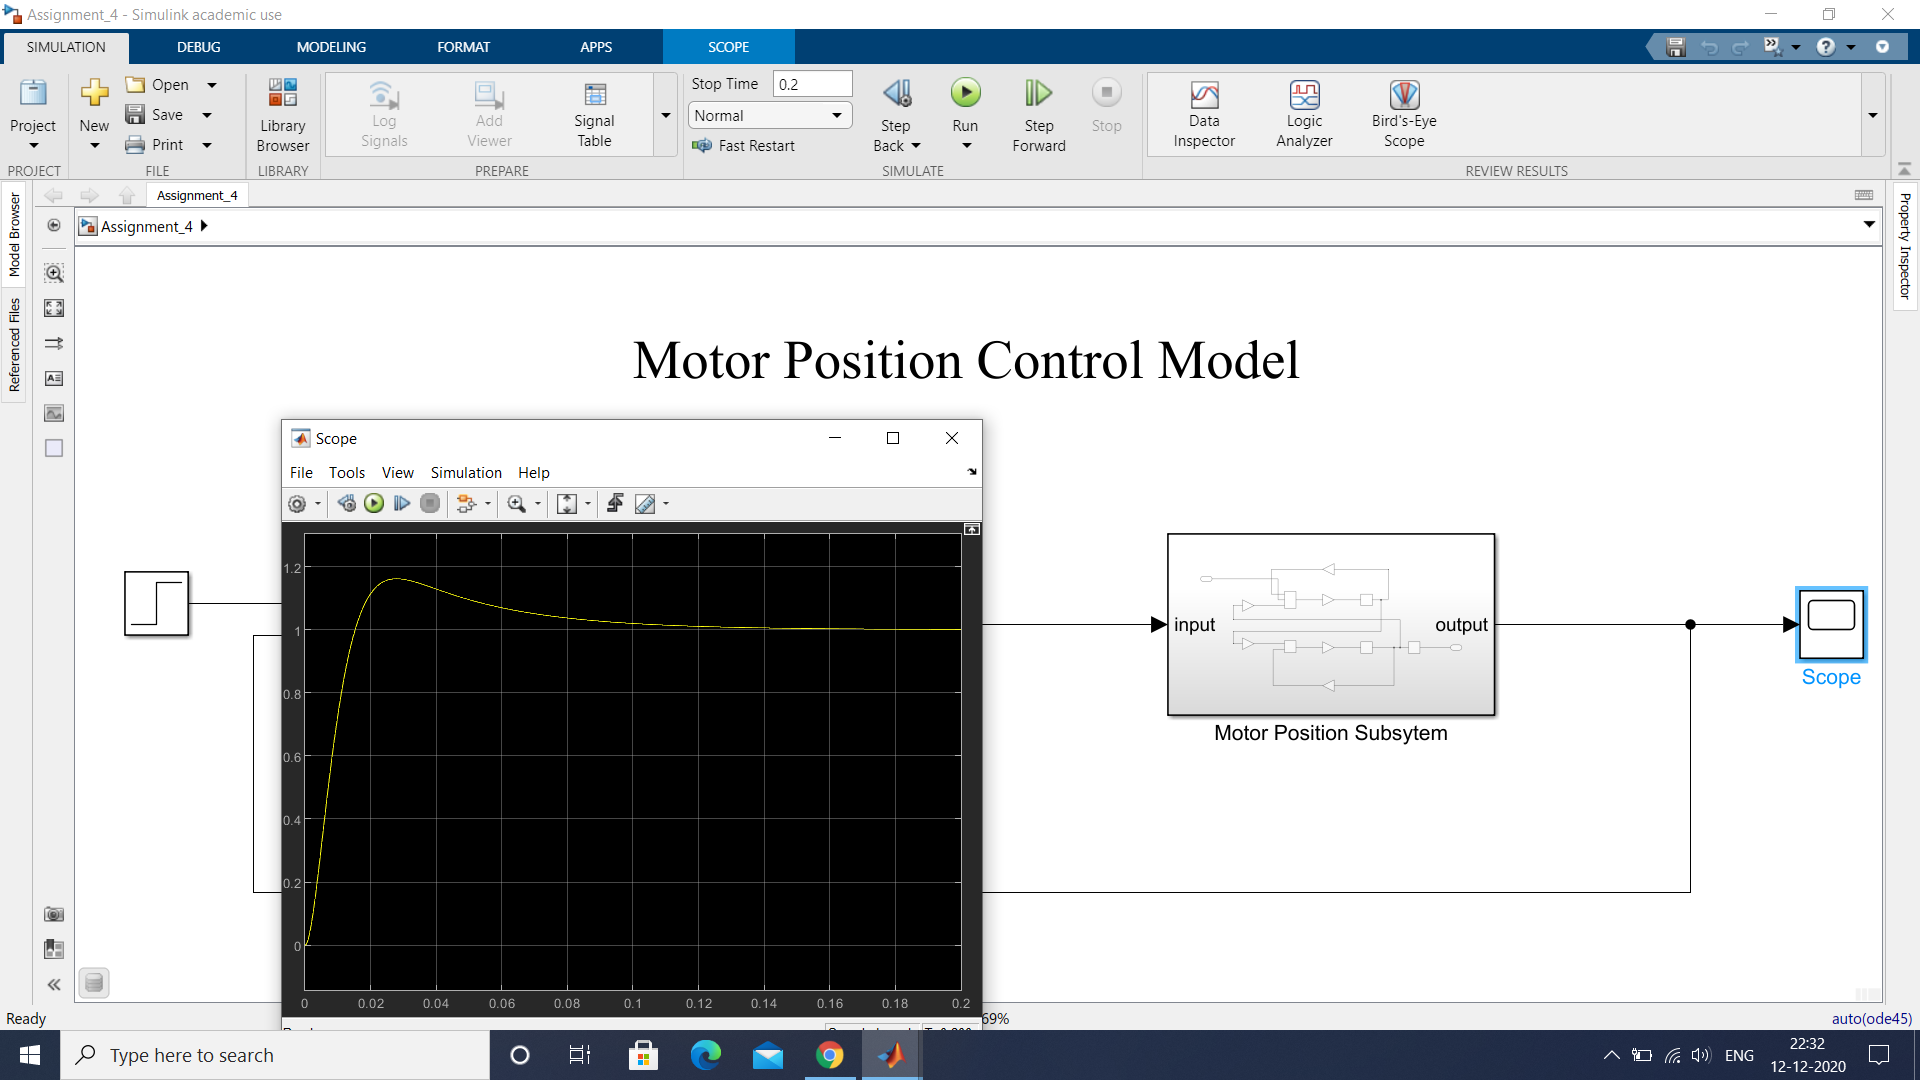 Assignment_4 - Simulink academic use
SIMULATION DEBUG MODELING FORMAT APPS SCOPE
Project
PROJECT
New
Open
Save
Print
FILE
Library
Browser
LIBRARY
Log
Signals
Add
Viewer
Signal
Table
PREPARE
Stop Time 0.2
Normal
Fast Restart
Step
Back
Run
Step
Forward
Stop
SIMULATE
Data
Inspector
Logic
Analyzer
Bird's-Eye
Scope
REVIEW RESULTS
Model Browser
Referenced Files
Property Inspector
Assignment_4
Assignment_4
Motor Position Control Model
Scope
File Tools View Simulation Help
1.2
1
0.8
0.6
0.4
0.2
0
0 0.02 0.04 0.06 0.08 0.1 0.12 0.14 0.16 0.18 0.2
input
output
Motor Position Subsytem
Scope
Ready
69%
auto(ode45)
Type here to search
ENG
22:32
12-12-2020